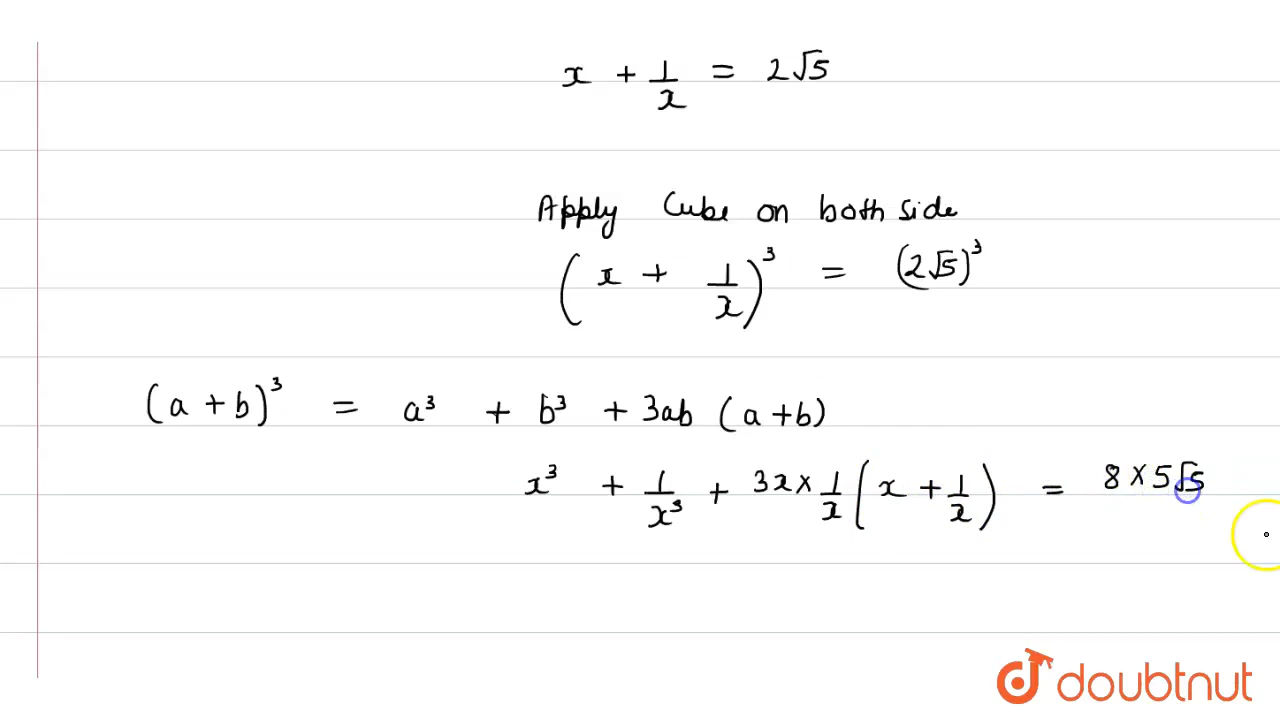 x + 1/x = 2√5
Apply Cube on both side
(x + 1/x)³ = (2√5)³
(a + b)³ = a³ + b³ + 3ab (a + b)
x³ + 1/x³ + 3x × 1/x (x + 1/x) = 8 × 5√5
doubtnut